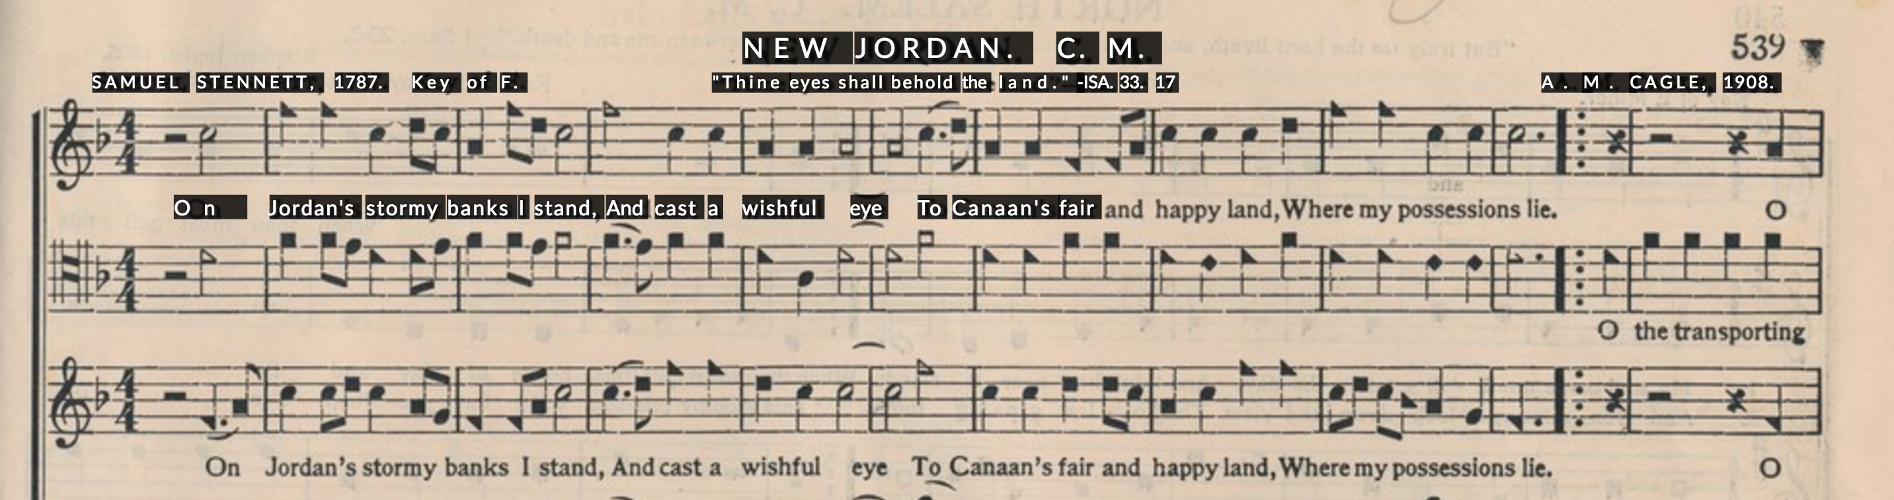 NEW JORDAN. C. M.
539
SAMUEL STENNETT, 1787. Key of F. "Thine eyes shall behold the land." -ISA. 33. 17 A. M. CAGLE, 1908.
On Jordan's stormy banks I stand, And cast a wishful eye To Canaan's fair and happy land, Where my possessions lie. O
O the transporting
On Jordan's stormy banks I stand, And cast a wishful eye To Canaan's fair and happy land, Where my possessions lie. O